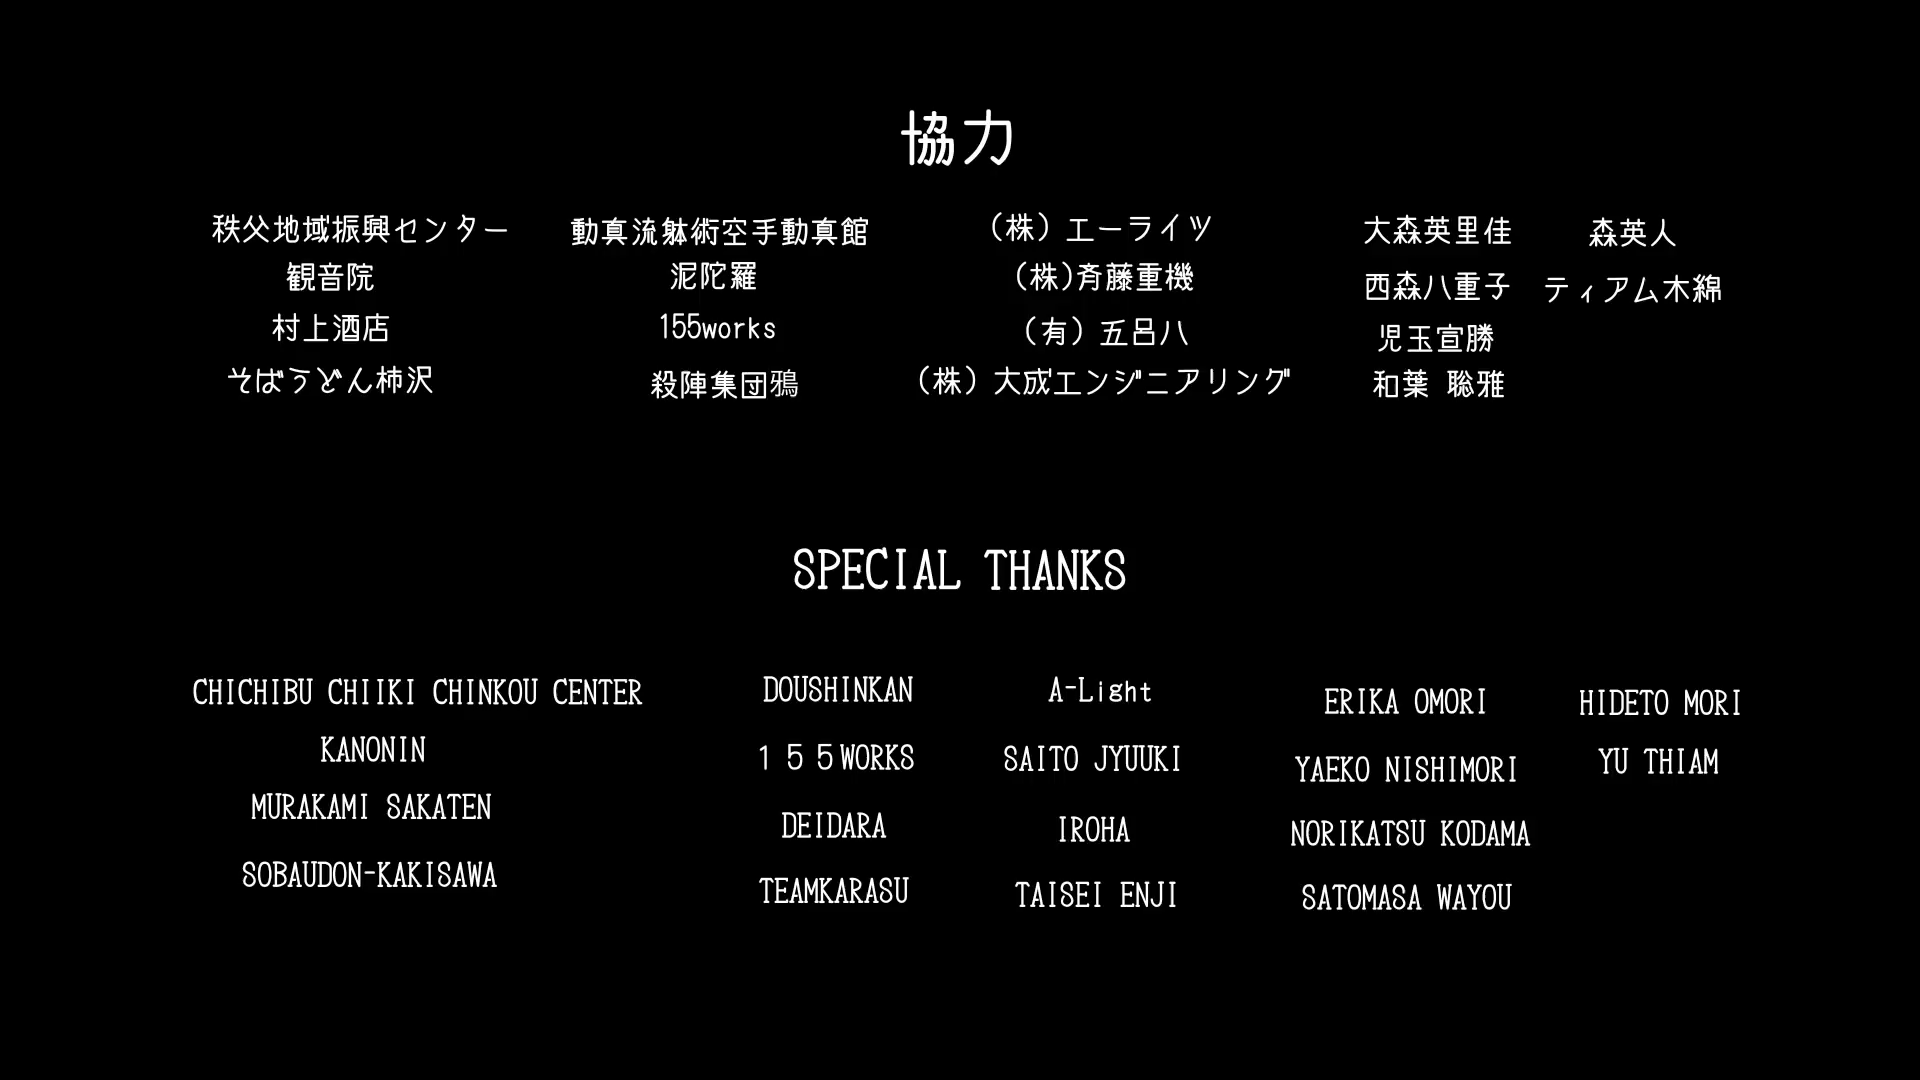 協力
秩父地域振興センター 動真流躰術空手動真館 （株）エーライツ 大森英里佳 森英人
観音院 泥陀羅 (株)斉藤重機 西森八重子 ティアム木綿
村上酒店 155works （有）五呂八 児玉宣勝
そばうどん柿沢 殺陣集団鴉 （株）大成エンジニアリング 和葉 聡雅
SPECIAL THANKS
CHICHIBU CHIIKI CHINKOU CENTER DOUSHINKAN A-Light ERIKA OMORI HIDETO MORI
KANONIN １５５WORKS SAITO JYUUKI YAEKO NISHIMORI YU THIAM
MURAKAMI SAKATEN DEIDARA IROHA NORIKATSU KODAMA
SOBAUDON-KAKISAWA TEAMKARASU TAISEI ENJI SATOMASA WAYOU